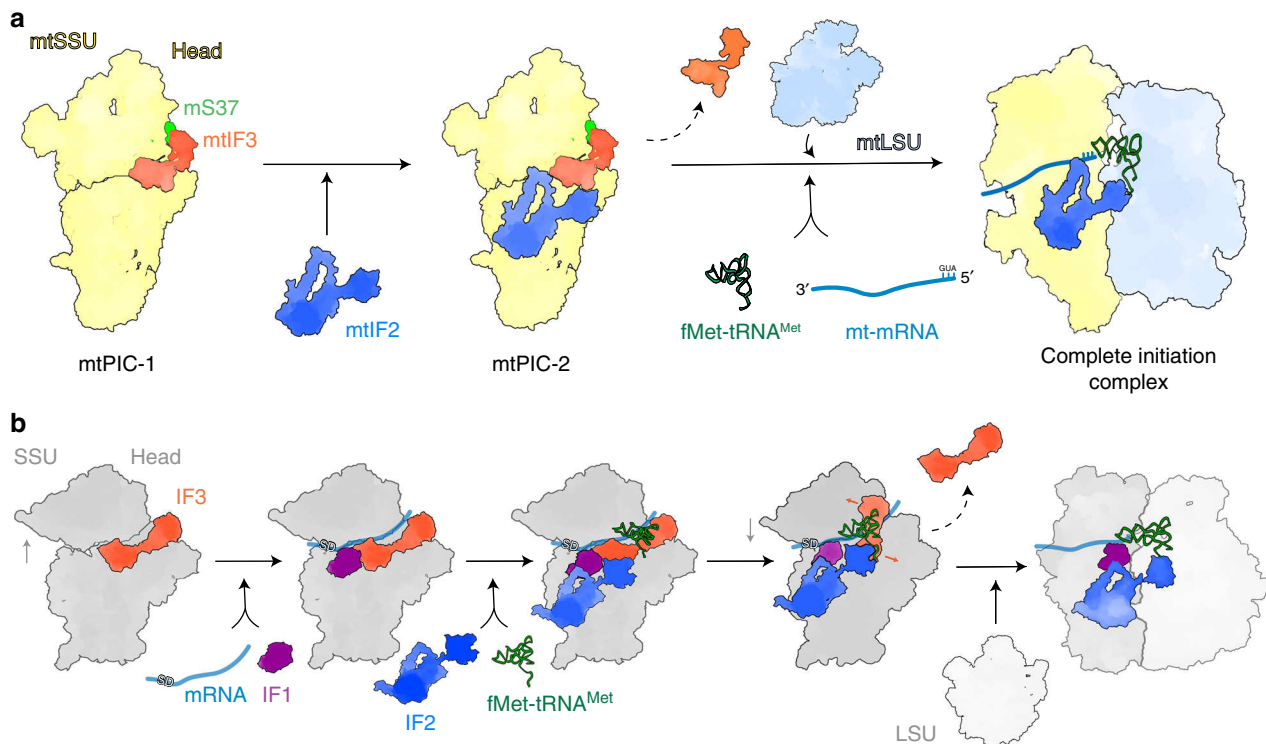 a
mtSSU
Head
mS37
mtIF3
mtIF2
mtPIC-1
mtPIC-2
mtLSU
fMet-tRNAᴹᵉᵗ
3′
GUA
5′
mt-mRNA
Complete initiation
complex
b
SSU
Head
IF3
SD
mRNA
IF1
SD
IF2
fMet-tRNAᴹᵉᵗ
SD
SD
LSU